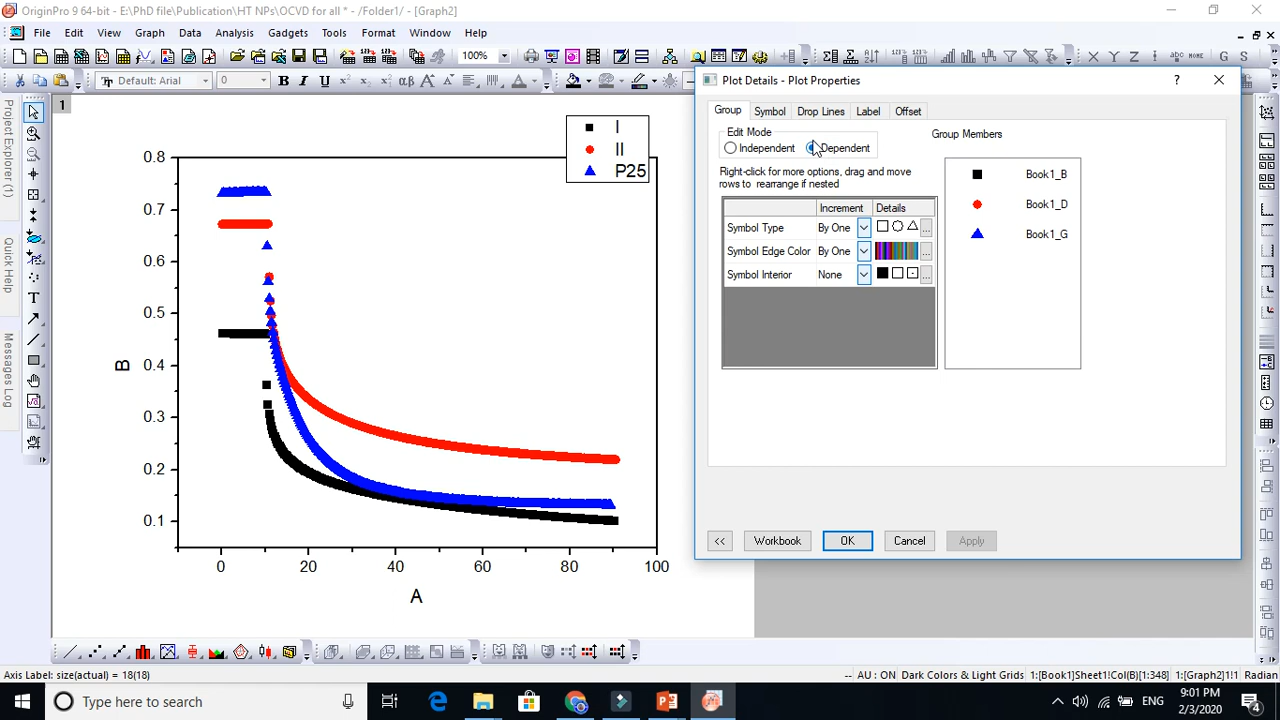 OriginPro 9 64-bit - E:\PhD file\Publication\HT NPs\OCVD for all * - /Folder1/ - [Graph2]
File Edit View Graph Data Analysis Gadgets Tools Format Window Help
100%
Default: Arial 0 B I U x² x₂ αβ A A
Project Explorer (1)
Quick Help
Messages Log
1
I
II
P25
0.8
0.7
0.6
0.5
0.4
0.3
0.2
0.1
B
0 20 40 60 80 100
A
Plot Details - Plot Properties
Group Symbol Drop Lines Label Offset
Edit Mode
Independent Dependent
Group Members
Right-click for more options, drag and move
rows to rearrange if nested
Increment Details
Symbol Type By One ...
Symbol Edge Color By One ...
Symbol Interior None ...
Book1_B
Book1_D
Book1_G
<< Workbook OK Cancel Apply
Axis Label: size(actual) = 18(18)
-- AU : ON Dark Colors & Light Grids 1:[Book1]Sheet1!Col(B)[1:348] 1:[Graph2]1!1 Radian
Type here to search
ENG
9:01 PM
2/3/2020
4